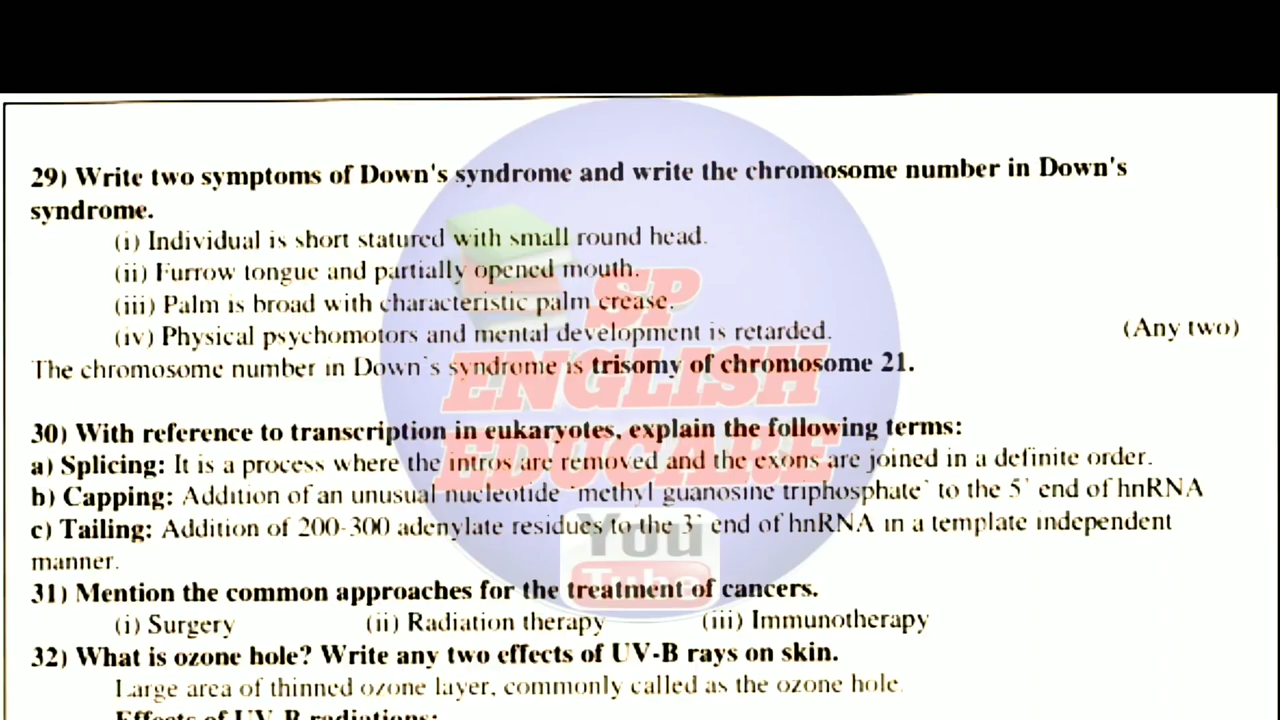 29) Write two symptoms of Down's syndrome and write the chromosome number in Down's
syndrome.
(i) Individual is short statured with small round head.
(ii) Furrow tongue and partially opened mouth.
(iii) Palm is broad with characteristic palm crease.
(iv) Physical psychomotors and mental development is retarded. (Any two)
The chromosome number in Down`s syndrome is trisomy of chromosome 21.
30) With reference to transcription in eukaryotes, explain the following terms:
a) Splicing: It is a process where the intros are removed and the exons are joined in a definite order.
b) Capping: Addition of an unusual nucleotide `methyl guanosine triphosphate` to the 5` end of hnRNA
c) Tailing: Addition of 200-300 adenylate residues to the 3` end of hnRNA in a template independent
manner.
31) Mention the common approaches for the treatment of cancers.
(i) Surgery (ii) Radiation therapy (iii) Immunotherapy
32) What is ozone hole? Write any two effects of UV-B rays on skin.
Large area of thinned ozone layer, commonly called as the ozone hole.
Effects of UV-B radiations:
SP
ENGLISH
EDUCARE
You
Tube